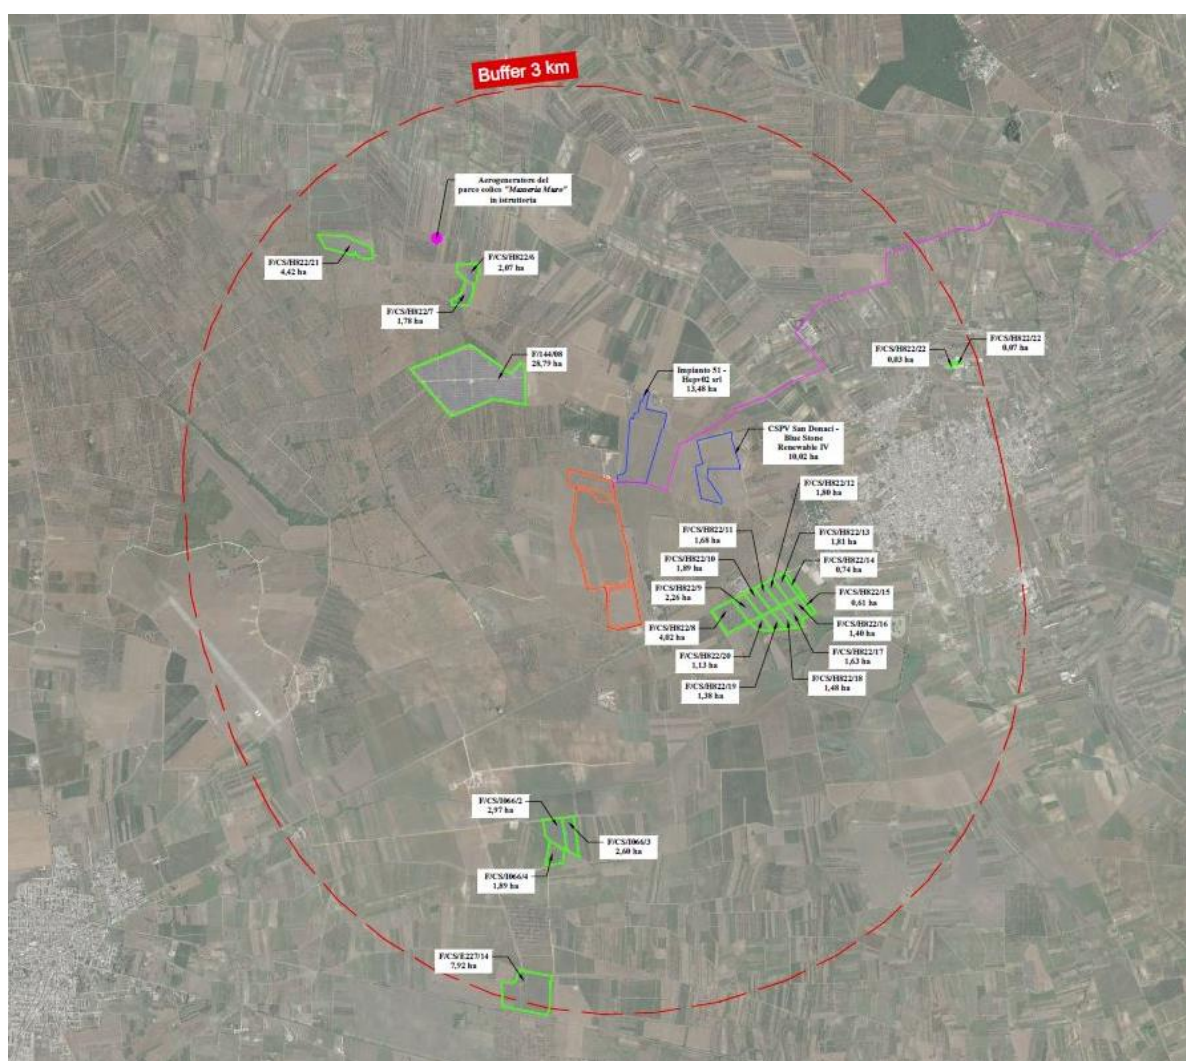 Buffer 3 km
Aerogeneratore del
parco eolico "Masseria Muro"
in istruttoria
F/CS/H822/21
4,42 ha
F/CS/H822/6
2,07 ha
F/CS/H822/7
1,78 ha
F/144/08
28,79 ha
F/CS/H822/22
0,03 ha
F/CS/H822/22
0,07 ha
Impianto 51 -
Hepv02 srl
13,48 ha
CSPV San Donaci -
Blue Stone
Renewable IV
10,02 ha
F/CS/H822/12
1,80 ha
F/CS/H822/11
1,68 ha
F/CS/H822/13
1,81 ha
F/CS/H822/10
1,89 ha
F/CS/H822/14
0,74 ha
F/CS/H822/9
2,26 ha
F/CS/H822/15
0,61 ha
F/CS/H822/8
4,02 ha
F/CS/H822/16
1,40 ha
F/CS/H822/20
1,13 ha
F/CS/H822/17
1,63 ha
F/CS/H822/19
1,38 ha
F/CS/H822/18
1,48 ha
F/CS/I066/2
2,97 ha
F/CS/I066/3
2,60 ha
F/CS/I066/4
1,89 ha
F/CS/E227/14
7,92 ha